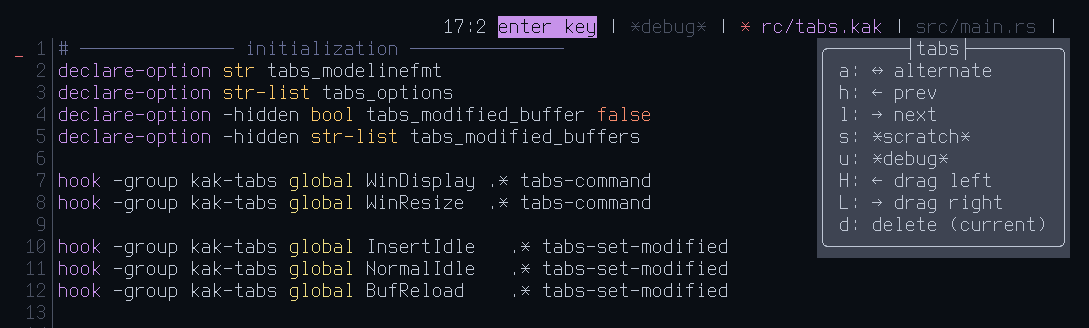 17:2 enter key | *debug* | * rc/tabs.kak | src/main.rs |
1 # ────────────── initialization ──────────────
2 declare-option str tabs_modelinefmt
3 declare-option str-list tabs_options
4 declare-option -hidden bool tabs_modified_buffer false
5 declare-option -hidden str-list tabs_modified_buffers
6
7 hook -group kak-tabs global WinDisplay .* tabs-command
8 hook -group kak-tabs global WinResize  .* tabs-command
9
10 hook -group kak-tabs global InsertIdle   .* tabs-set-modified
11 hook -group kak-tabs global NormalIdle   .* tabs-set-modified
12 hook -group kak-tabs global BufReload    .* tabs-set-modified
13
tabs
a: ↔ alternate
h: ← prev
l: → next
s: *scratch*
u: *debug*
H: ← drag left
L: → drag right
d: delete (current)